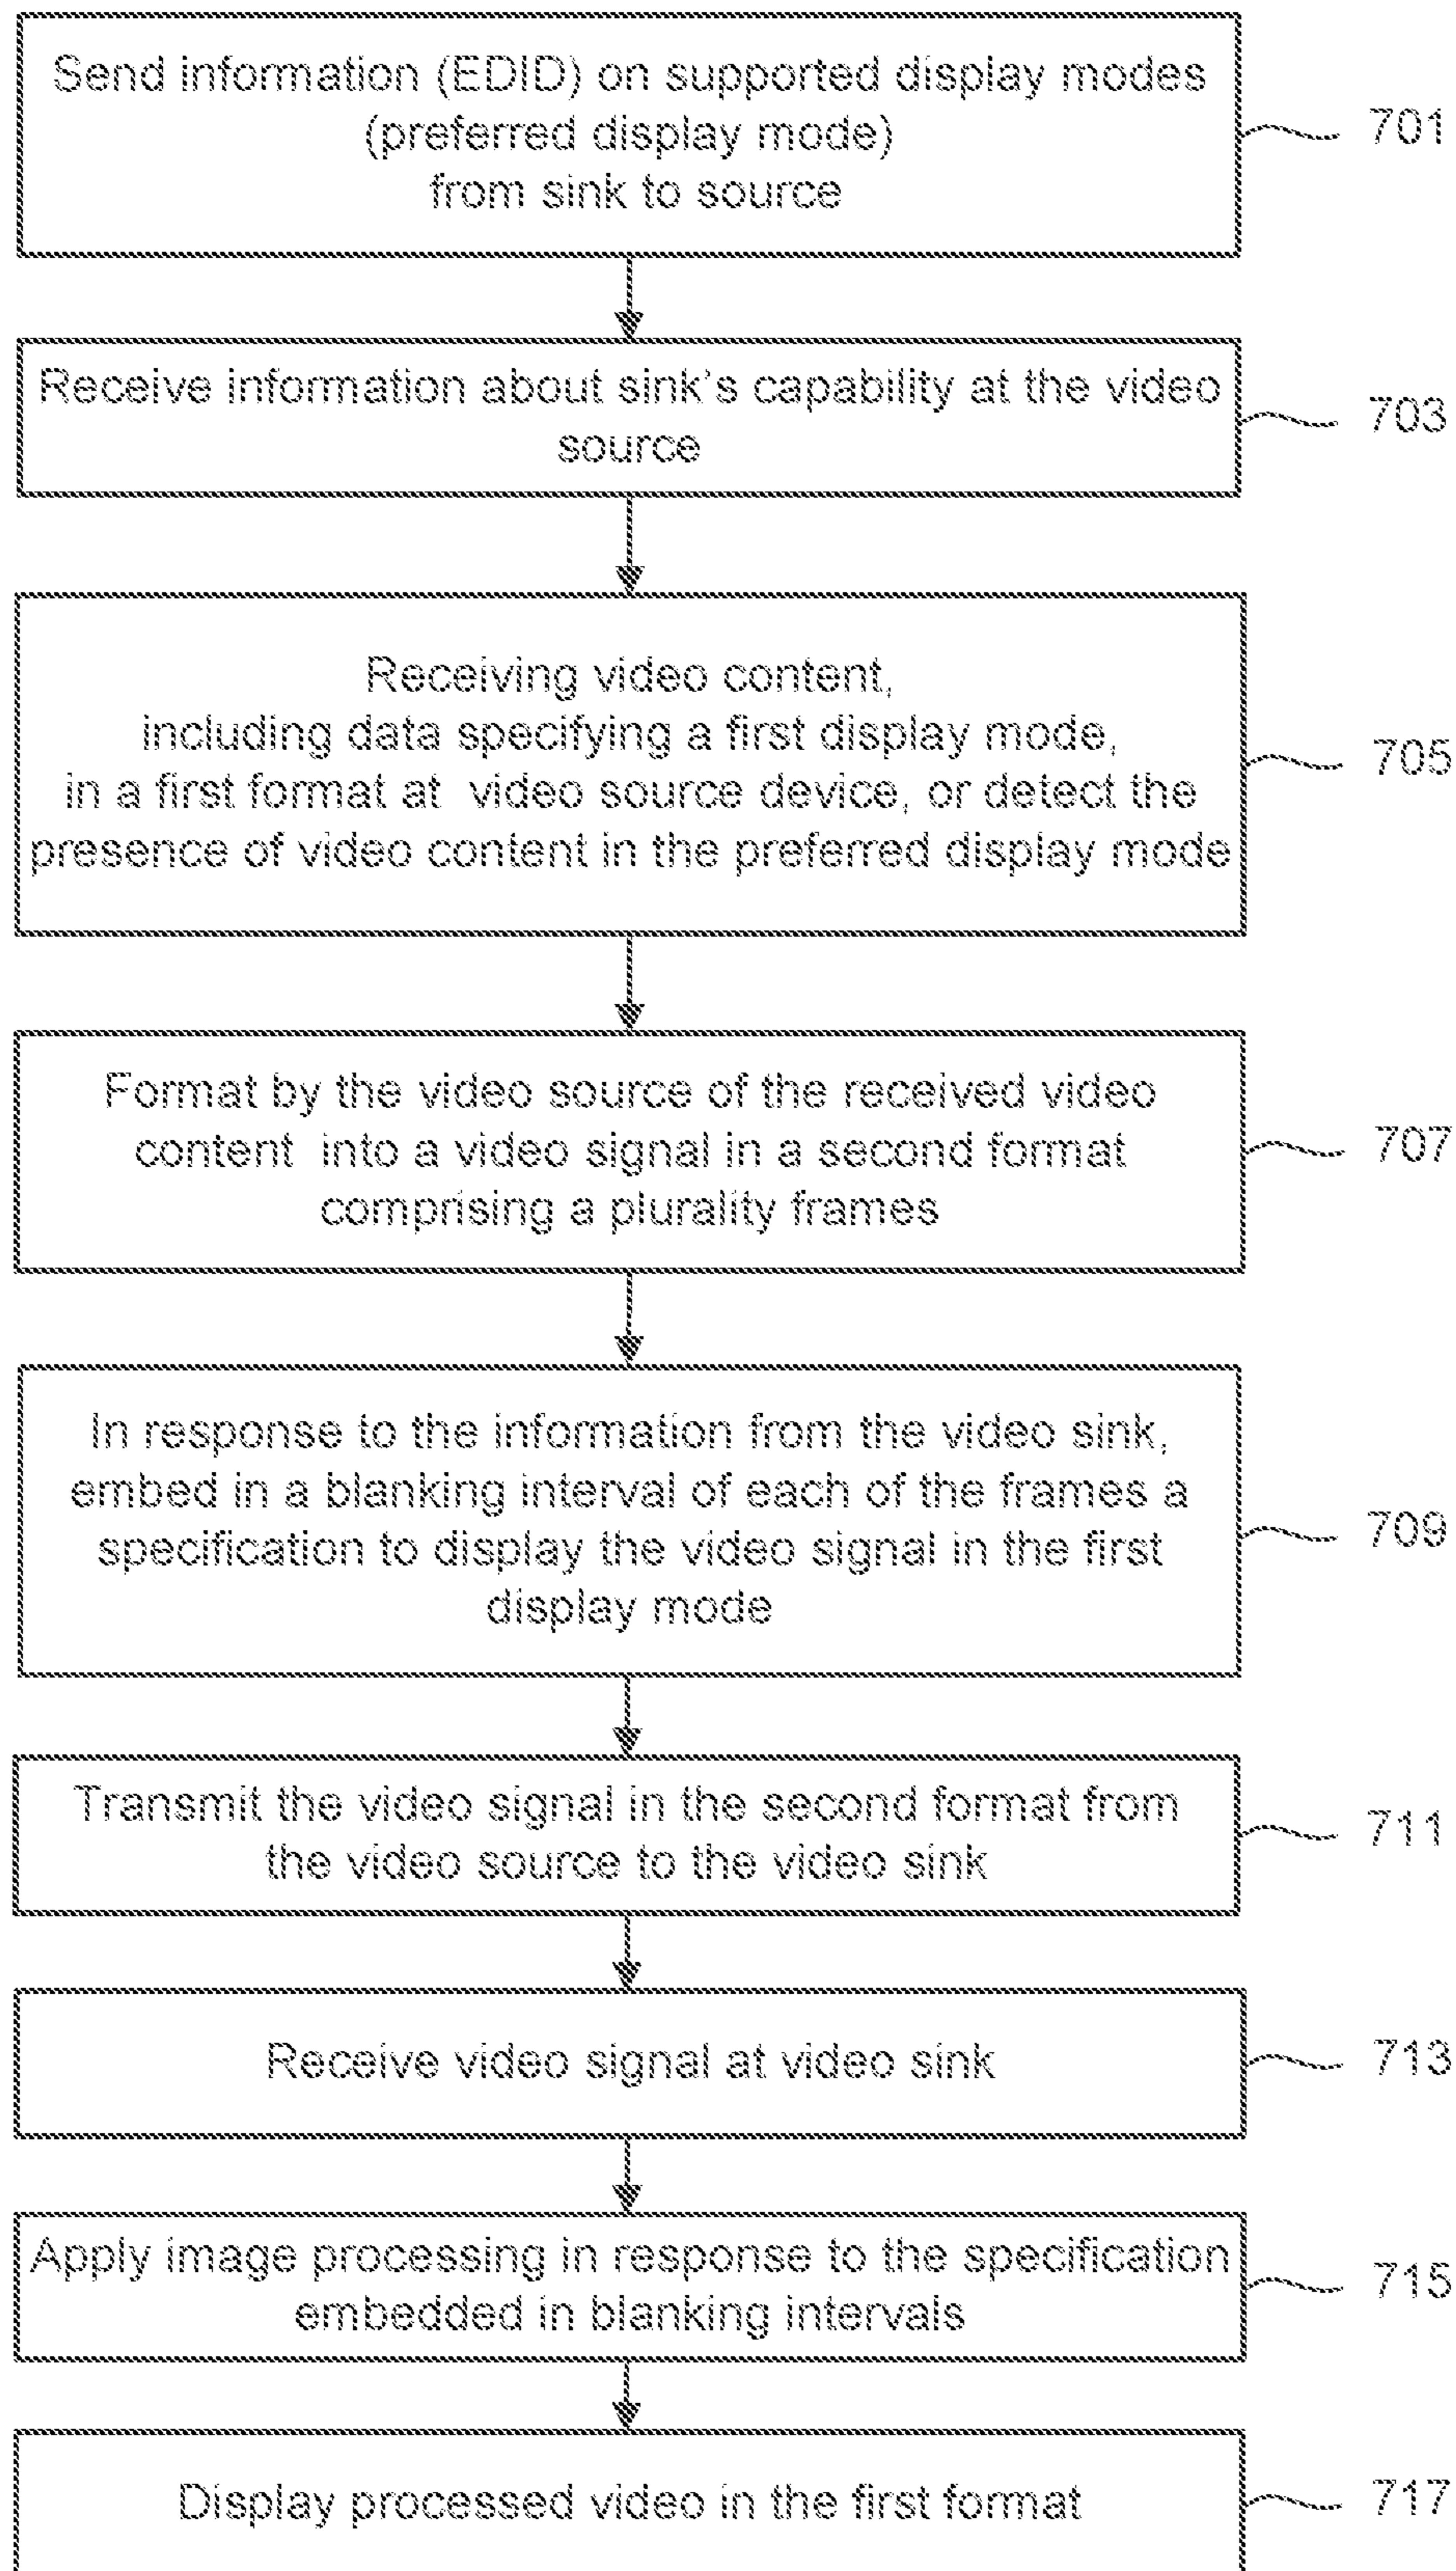 Send information (EDID) on supported display modes
(preferred display mode)
from sink to source
701
Receive information about sink's capability at the video
source
703
Receiving video content,
including data specifying a first display mode,
in a first format at video source device, or detect the
presence of video content in the preferred display mode
705
Format by the video source of the received video
content into a video signal in a second format
comprising a plurality frames
707
In response to the information from the video sink,
embed in a blanking interval of each of the frames a
specification to display the video signal in the first
display mode
709
Transmit the video signal in the second format from
the video source to the video sink
711
Receive video signal at video sink
713
Apply image processing in response to the specification
embedded in blanking intervals
715
Display processed video in the first format
717